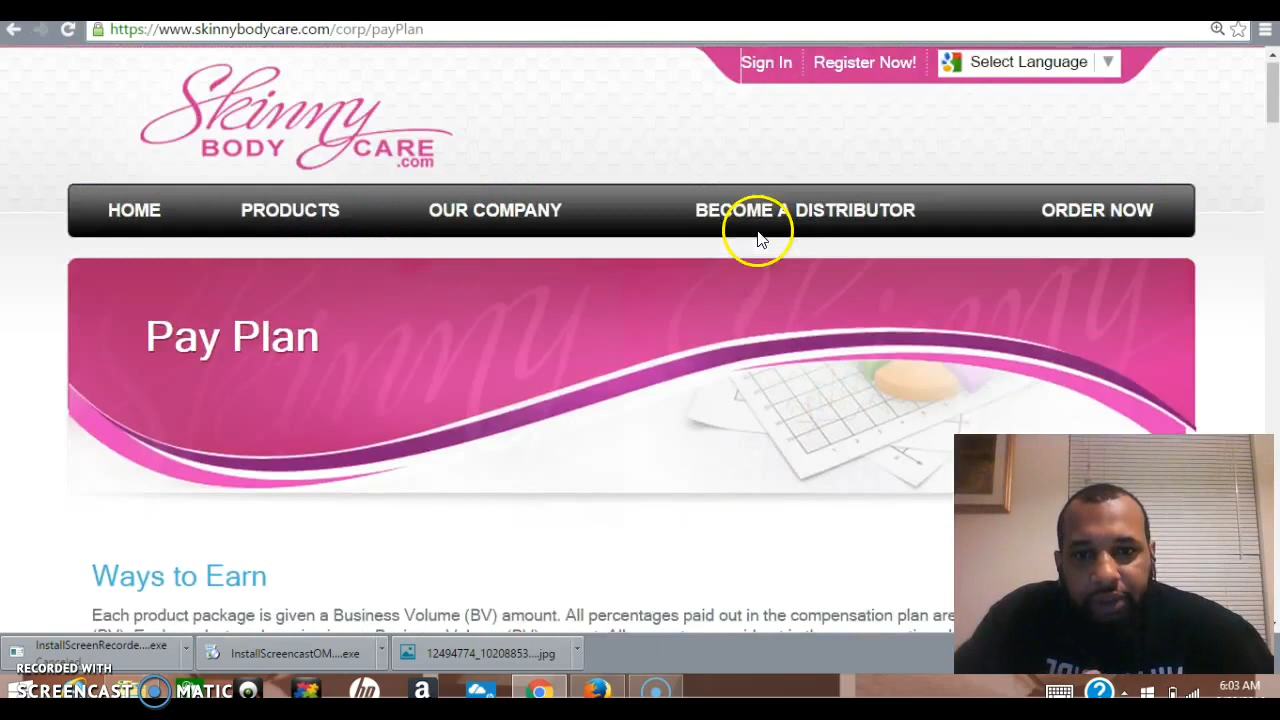 https://www.skinnybodycare.com/corp/payPlan
Sign In Register Now! Select Language ▼
Skinny
BODY CARE
.com
HOME PRODUCTS OUR COMPANY BECOME A DISTRIBUTOR ORDER NOW
Pay Plan
Ways to Earn
Each product package is given a Business Volume (BV) amount. All percentages paid out in the compensation plan are
InstallScreenRecorde....exe
Canceled
InstallScreencastOM....exe
12494774_10208853....jpg
RECORDED WITH
SCREENCAST MATIC
6:03 AM